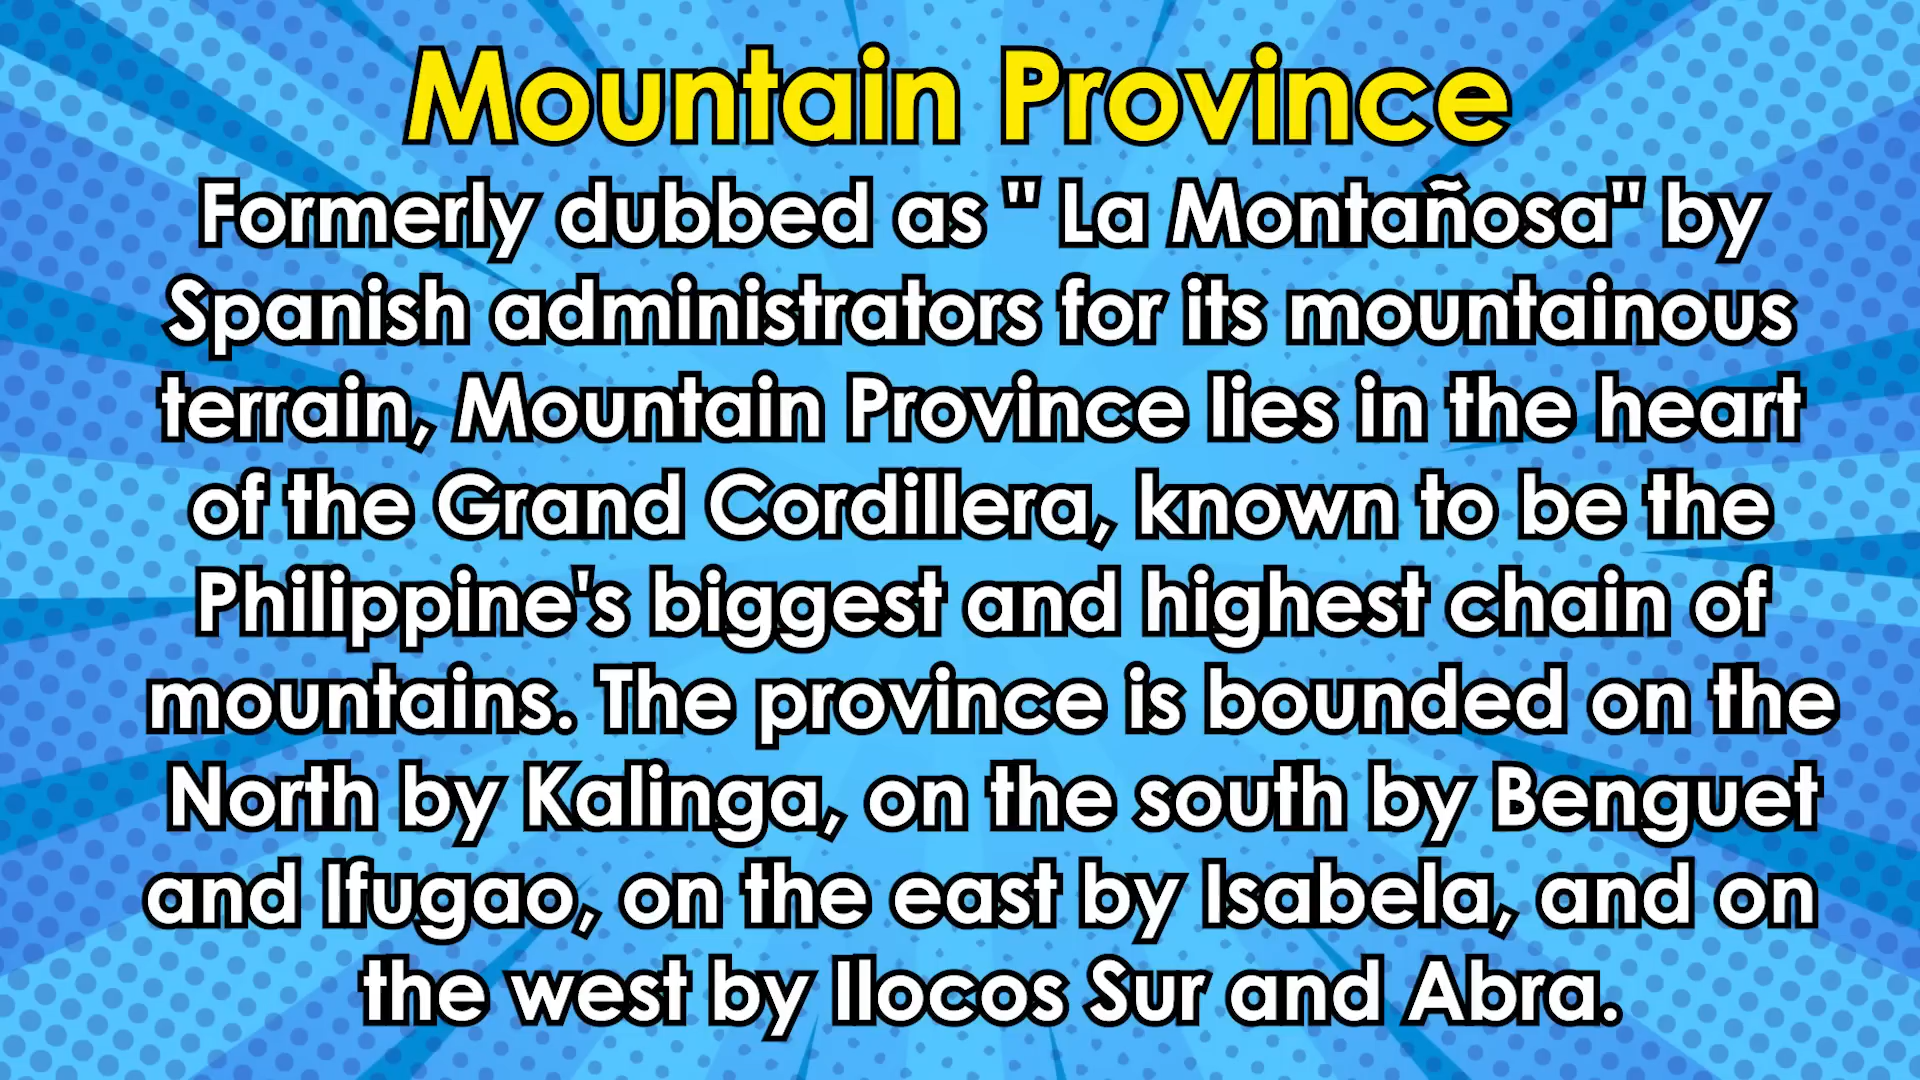 Mountain Province
Formerly dubbed as " La Montañosa" by
Spanish administrators for its mountainous
terrain, Mountain Province lies in the heart
of the Grand Cordillera, known to be the
Philippine's biggest and highest chain of
mountains. The province is bounded on the
North by Kalinga, on the south by Benguet
and Ifugao, on the east by Isabela, and on
the west by Ilocos Sur and Abra.